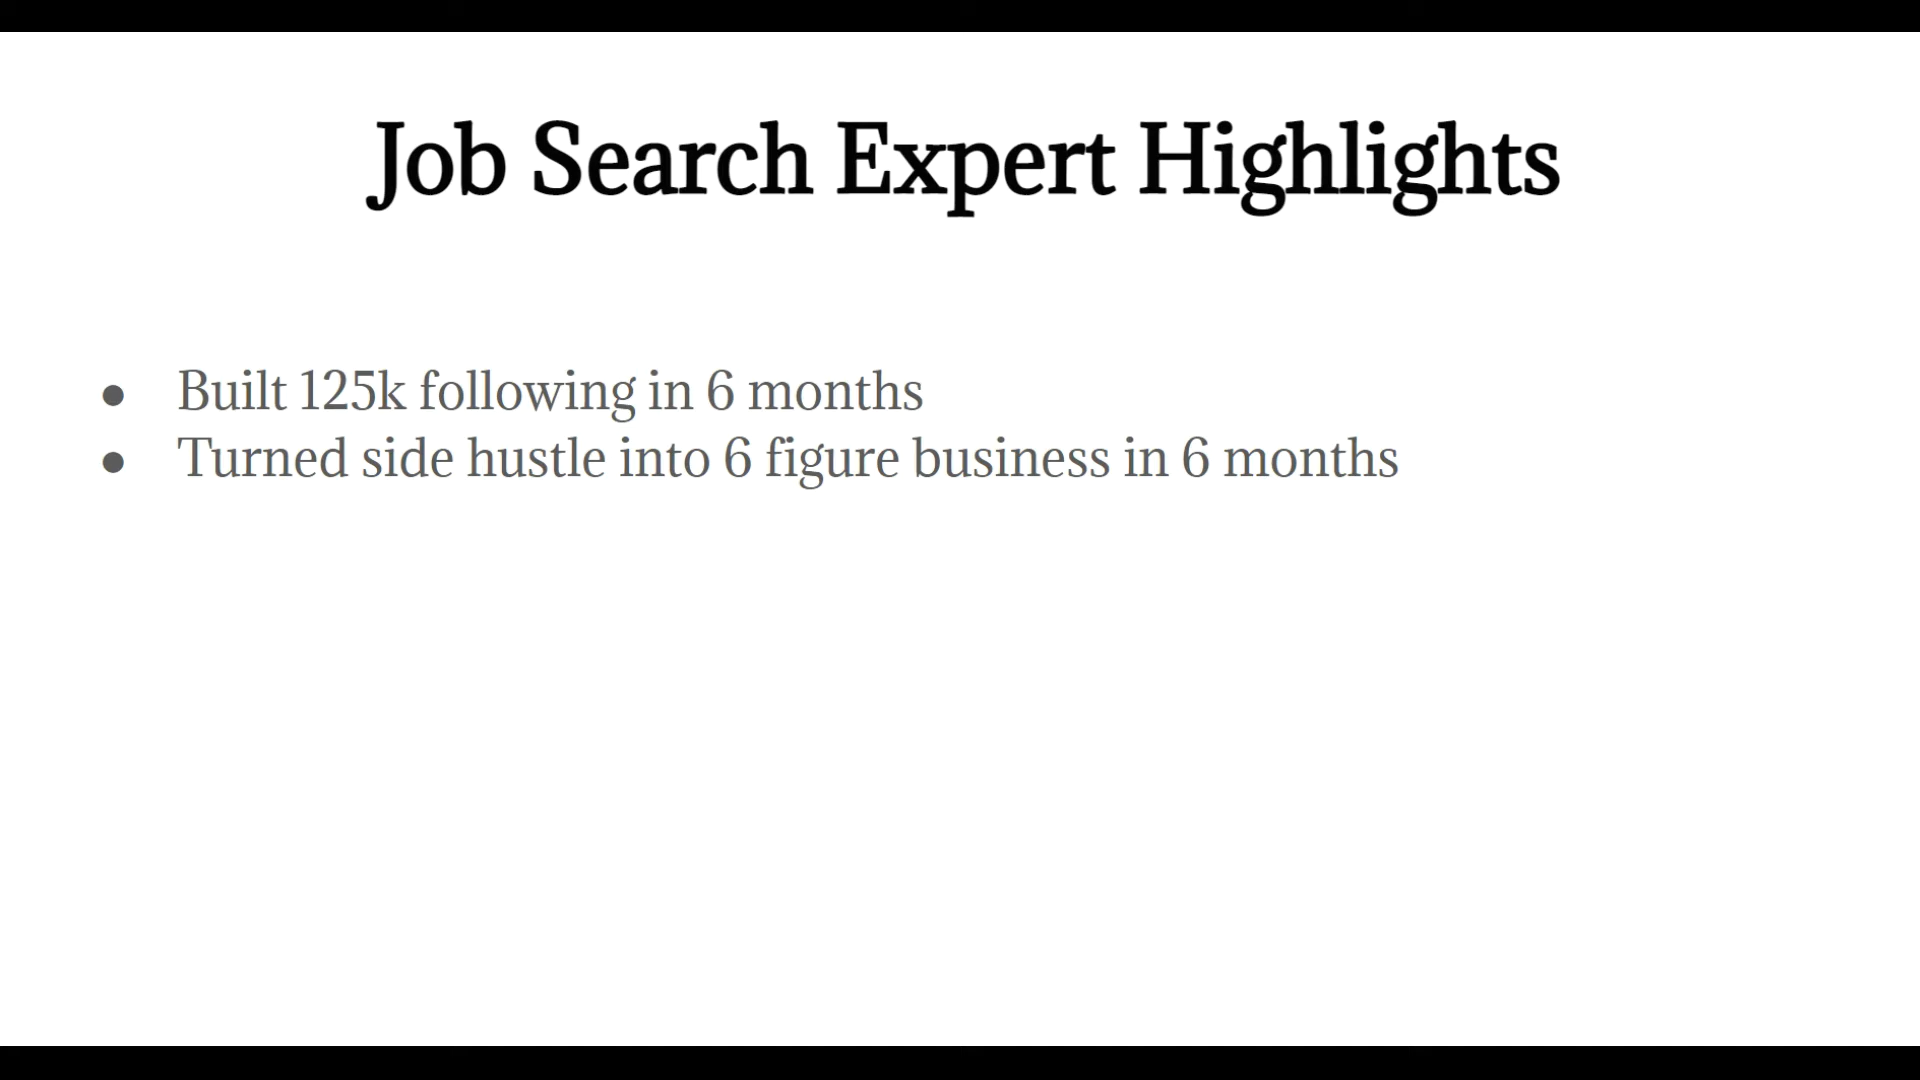 Job Search Expert Highlights
● Built 125k following in 6 months
● Turned side hustle into 6 figure business in 6 months